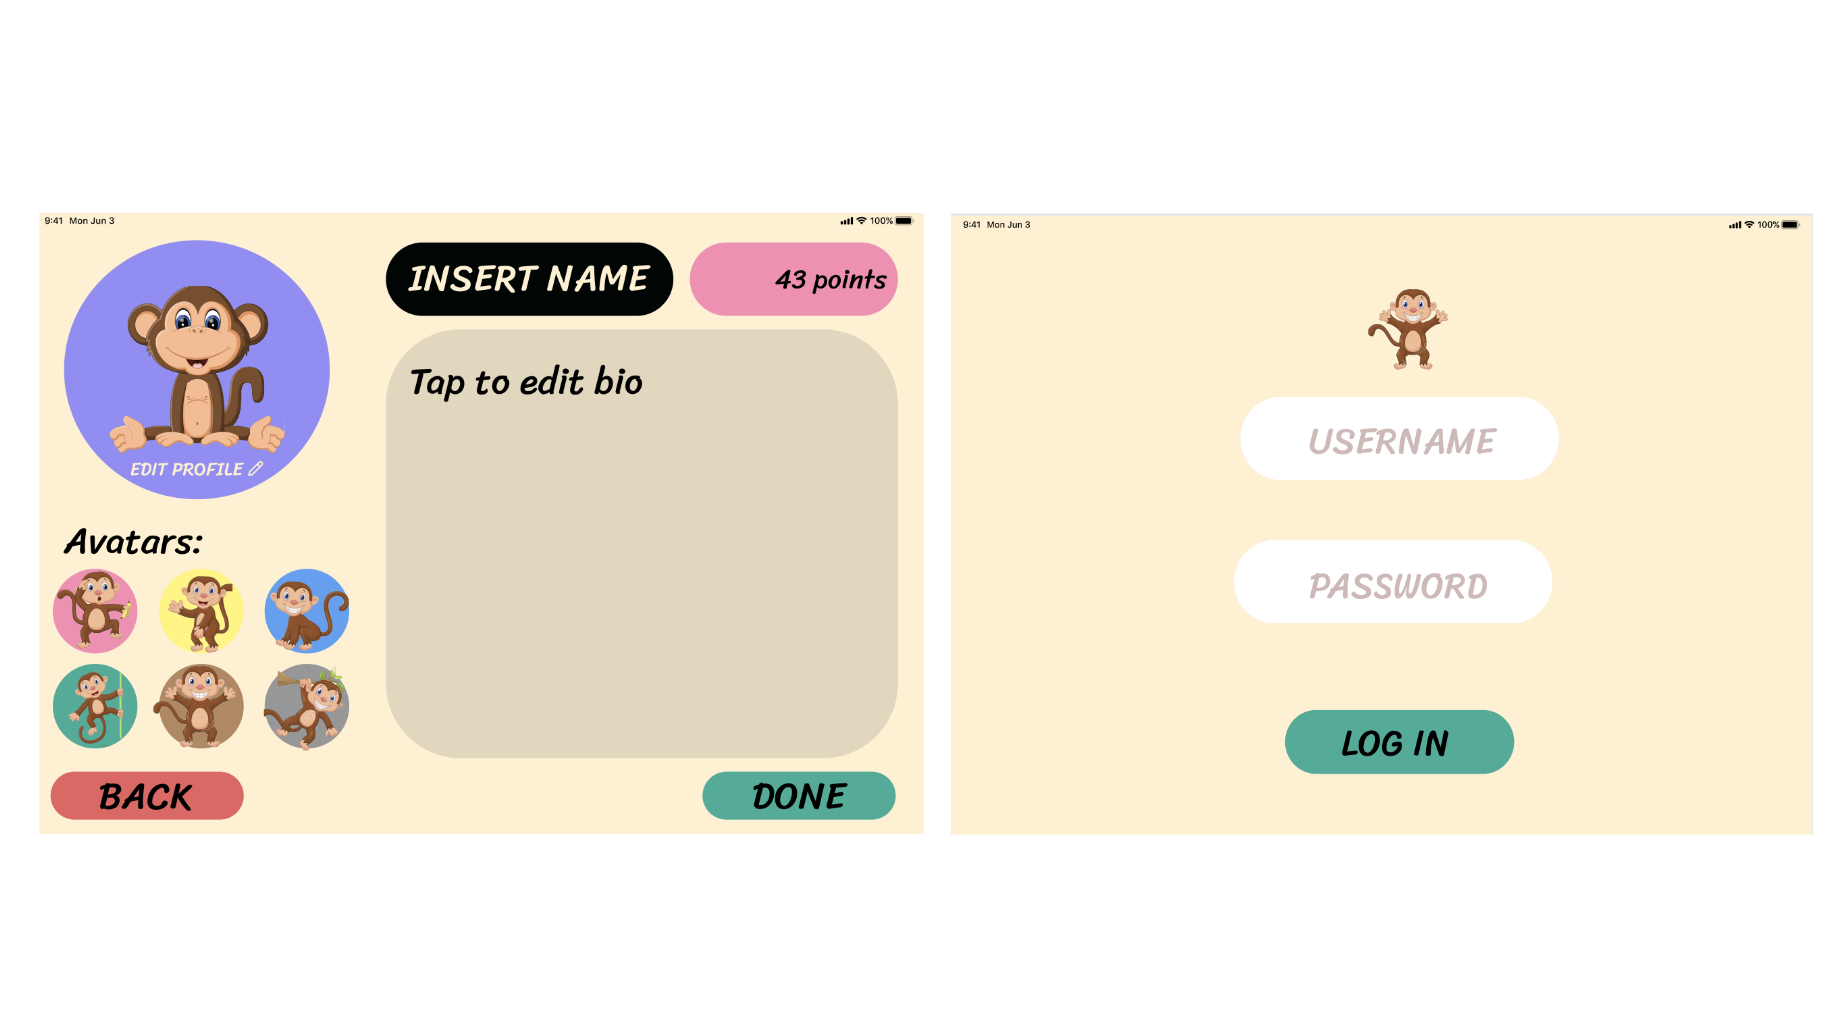 9:41 Mon Jun 3
100%
INSERT NAME
43 points
Tap to edit bio
EDIT PROFILE
Avatars:
BACK
DONE
9:41 Mon Jun 3
100%
USERNAME
PASSWORD
LOG IN